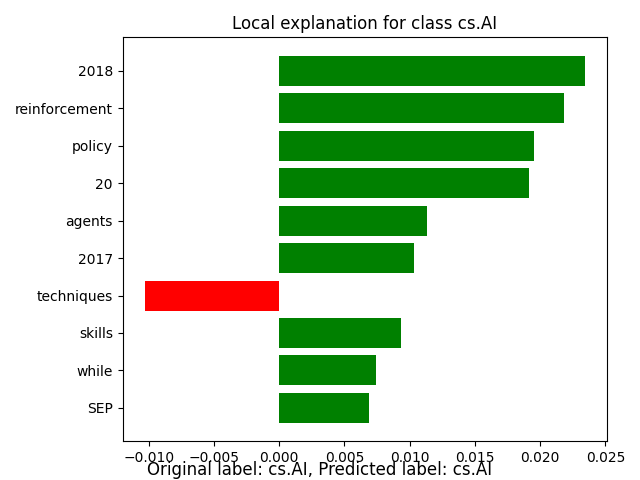 Local explanation for class cs.AI
2018
reinforcement
policy
20
agents
2017
techniques
skills
while
SEP
−0.010 −0.005 0.000 0.005 0.010 0.015 0.020 0.025
Original label: cs.AI, Predicted label: cs.AI